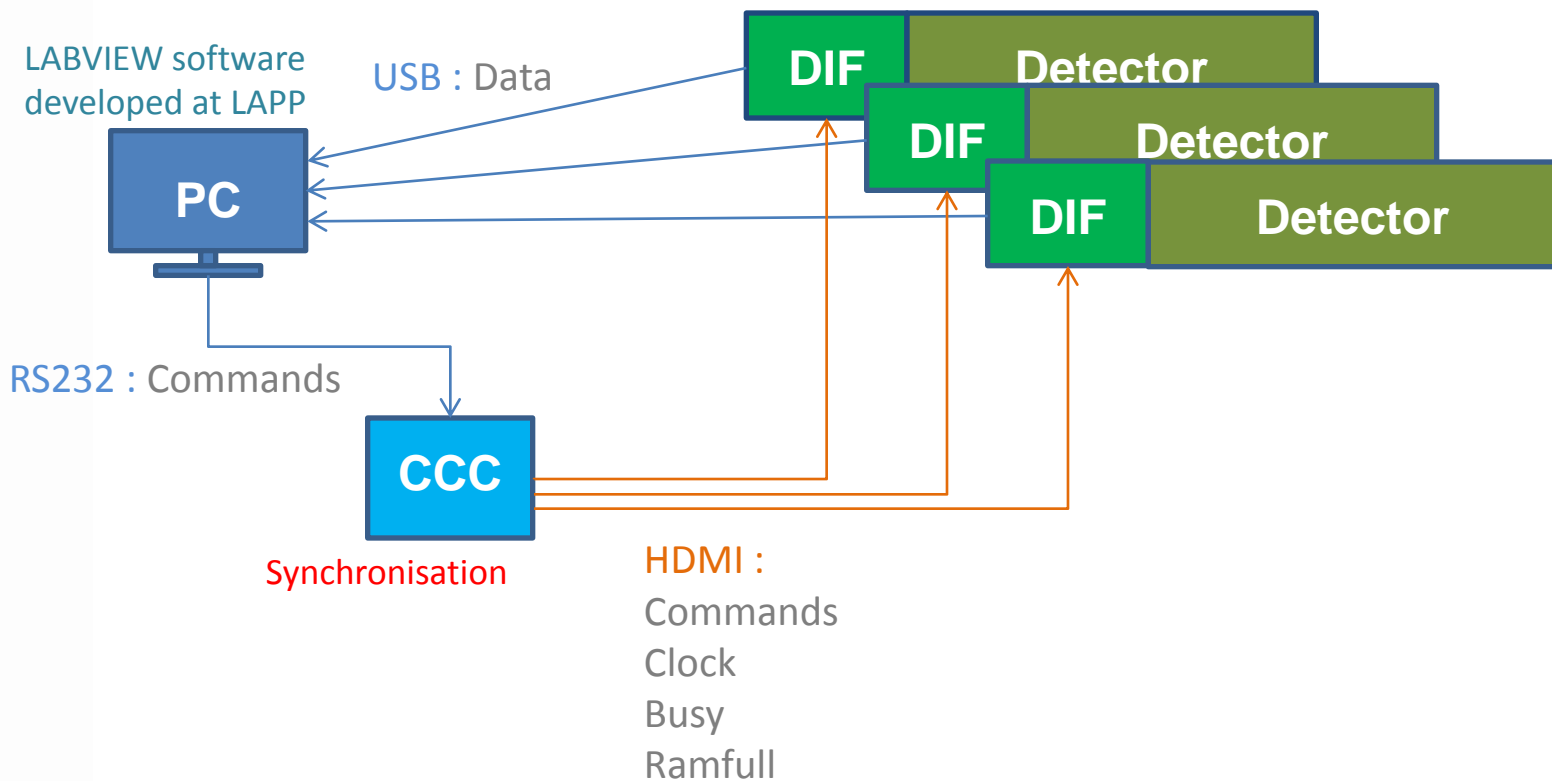 LABVIEW software
developed at LAPP
USB : Data
DIF
Detector
DIF
Detector
DIF
Detector
PC
RS232 : Commands
CCC
Synchronisation
HDMI :
Commands
Clock
Busy
Ramfull